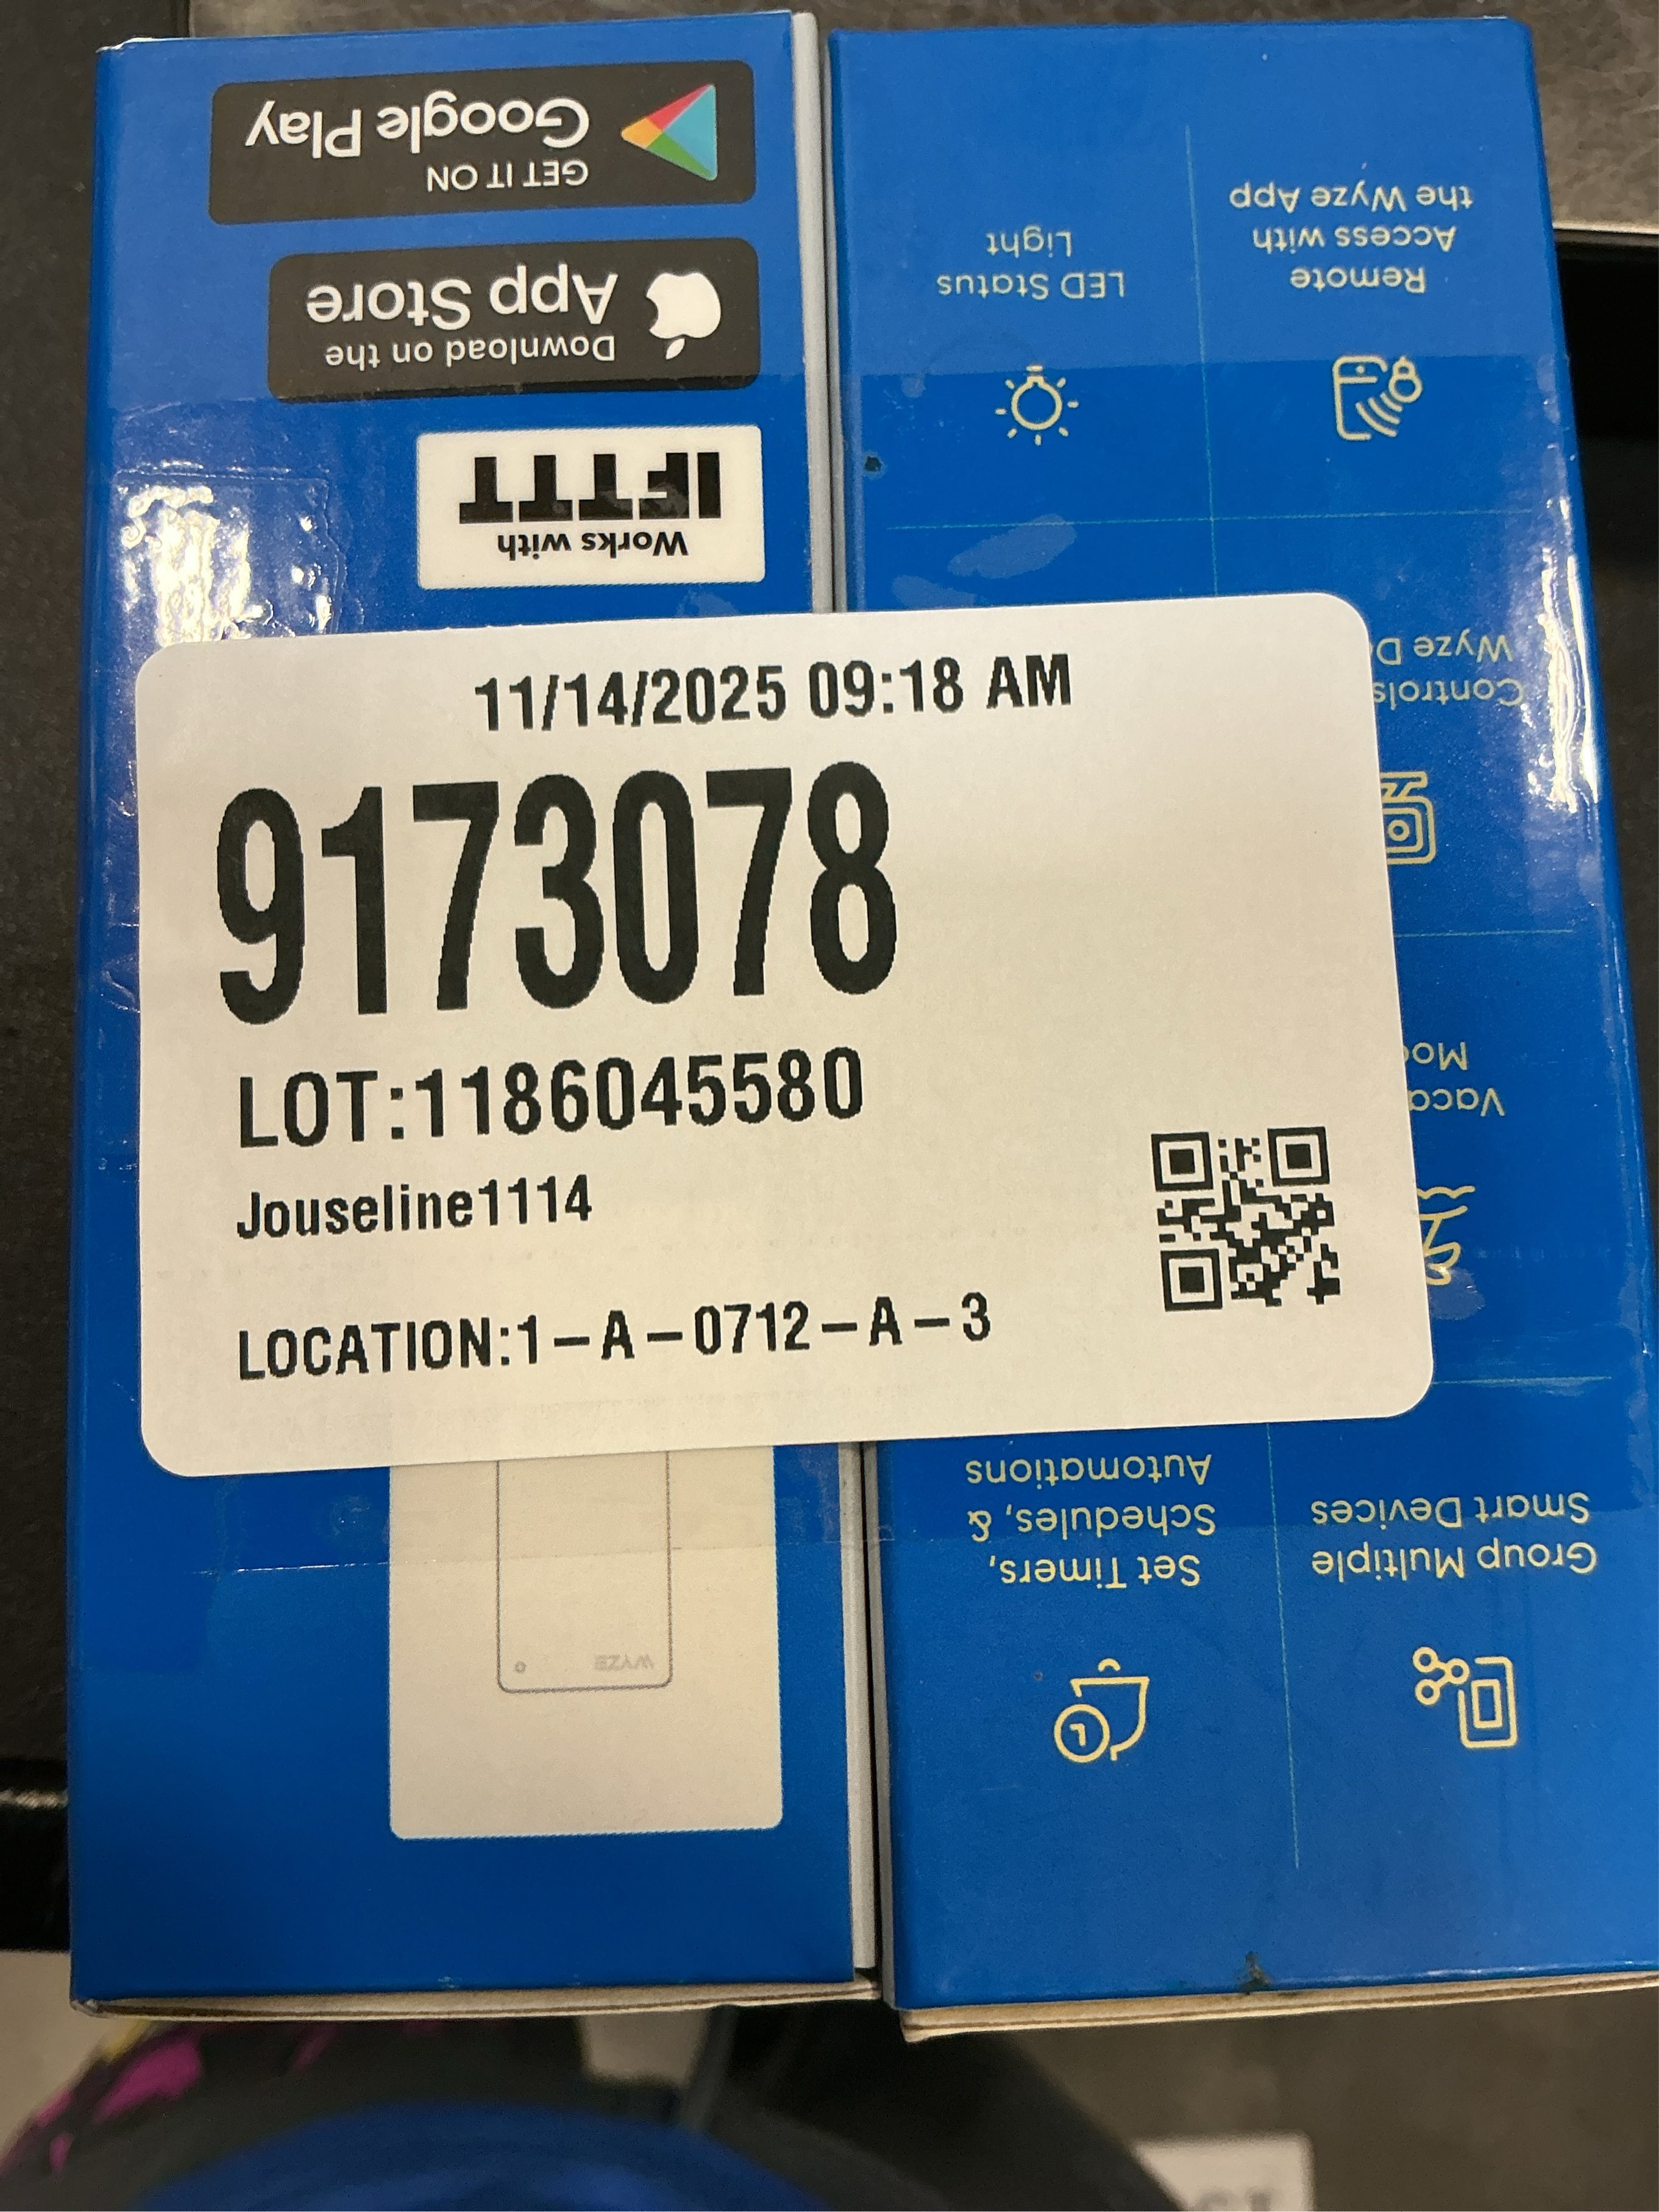 11/14/2025 09:18 AM
9173078
LOT:1186045580
Jouseline1114
LOCATION:1-A-0712-A-3
GET IT ON
Google Play
Download on the
App Store
Works with
IFTTT
WYZE
Group Multiple
Smart Devices
Set Timers,
Schedules, &
Automations
Controls
Wyze
Remote
Access with
the Wyze App
LED Status
Light